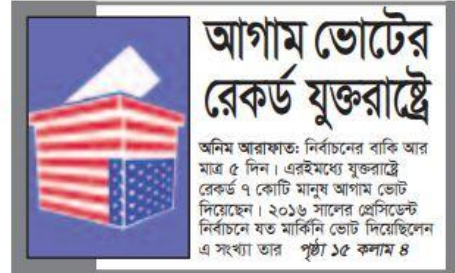 আগাম ভোটের
রেকর্ড যুক্তরাষ্ট্রে
অনিম আরাফাত: নির্বাচনের বাকি আর
মাত্র ৫ দিন। এরইমধ্যে যুক্তরাষ্ট্রে
রেকর্ড ৭ কোটি মানুষ আগাম ভোট
দিয়েছেন। ২০১৬ সালের প্রেসিডেন্ট
নির্বাচনে যত মার্কিনি ভোট দিয়েছিলেন
এ সংখ্যা তার পৃষ্ঠা ১৫ কলাম ৪